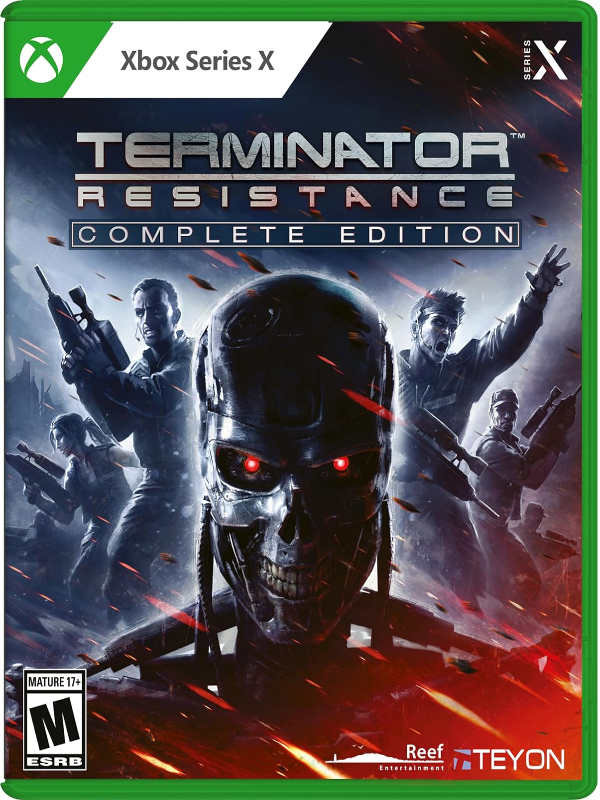 Xbox Series X
SERIES X
TERMINATOR™
RESISTANCE
COMPLETE EDITION
MATURE 17+
M
ESRB
Reef
Entertainment
TEYON